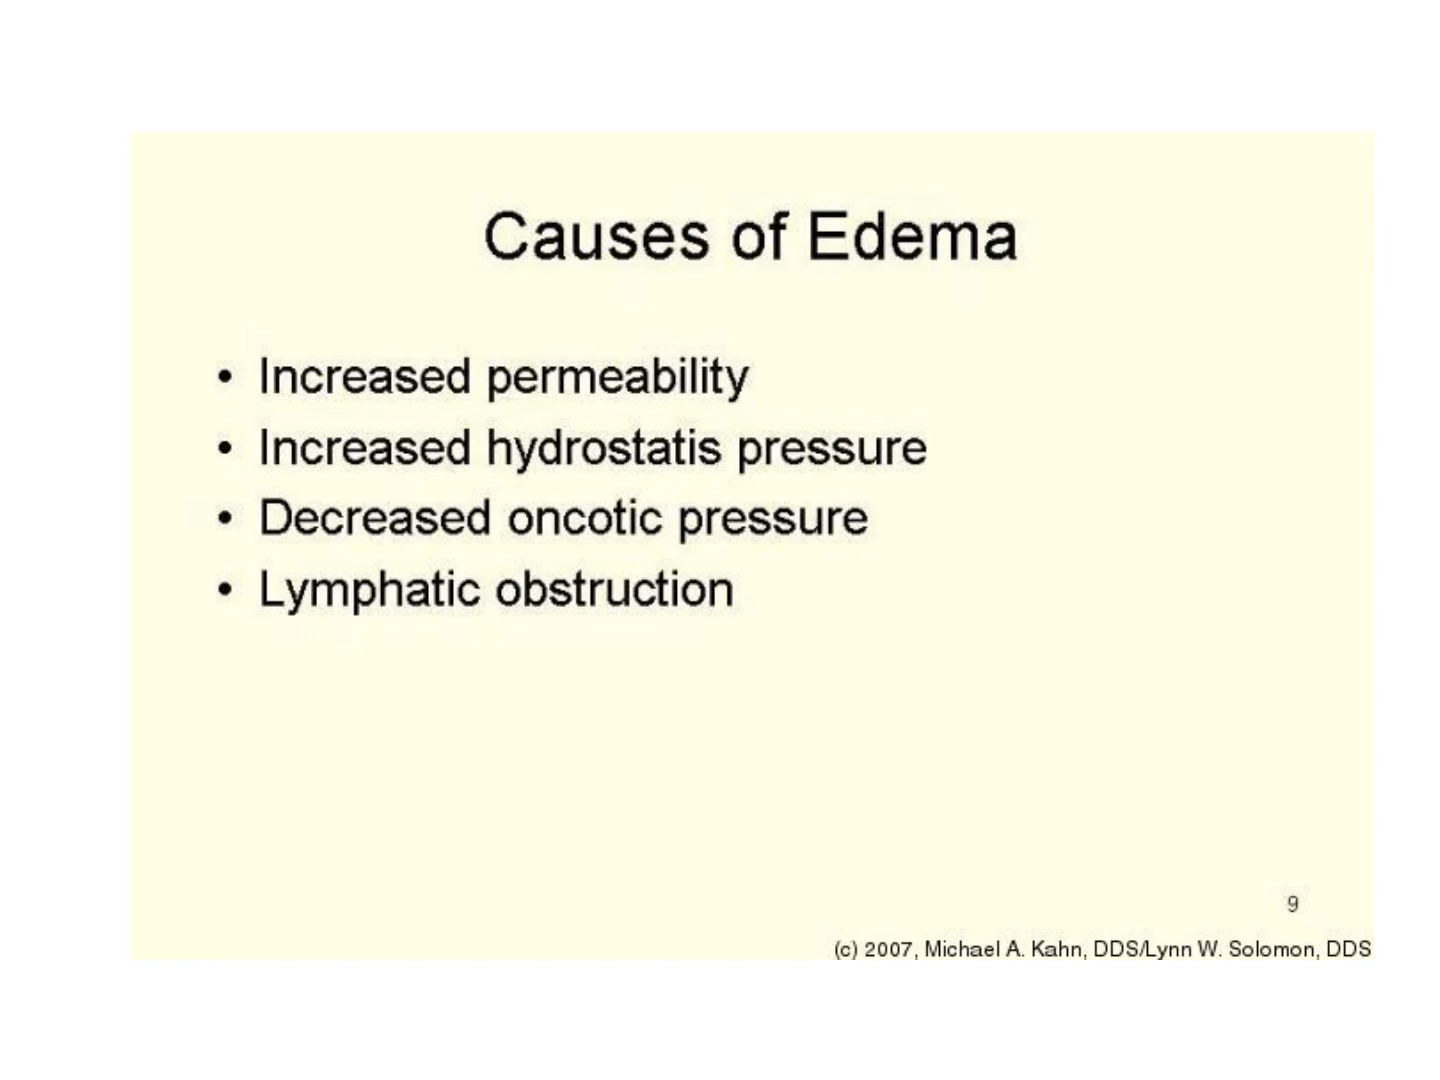 Causes of Edema
• Increased permeability
• Increased hydrostatis pressure
• Decreased oncotic pressure
• Lymphatic obstruction
9
(c) 2007, Michael A. Kahn, DDS/Lynn W. Solomon, DDS